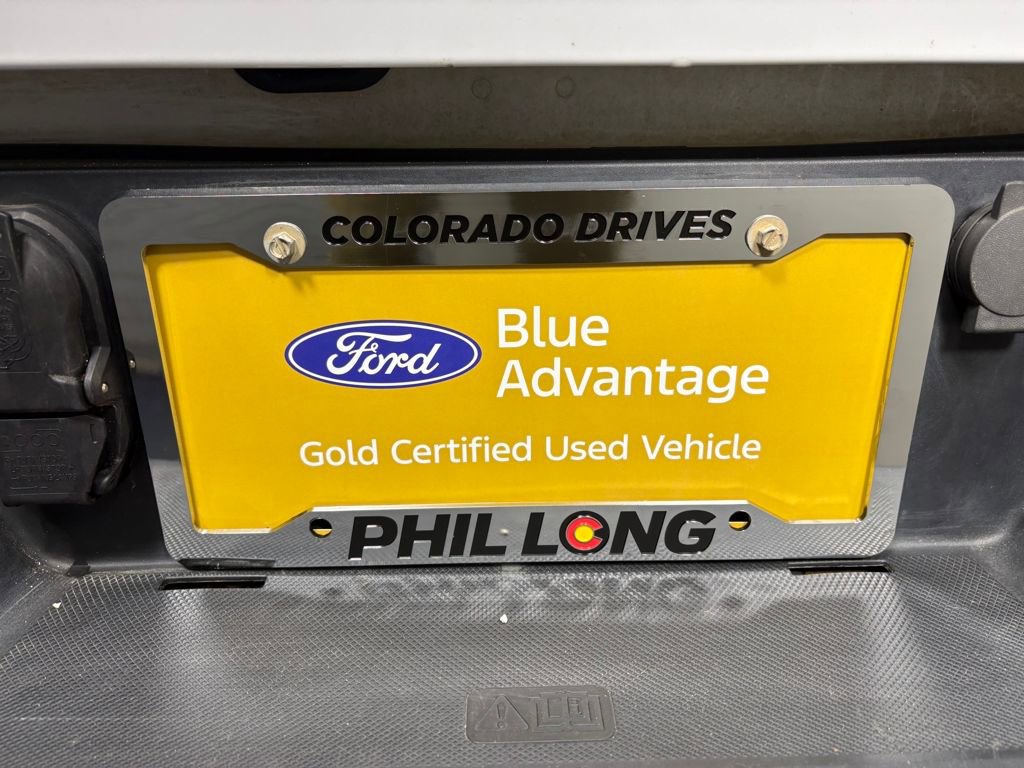 COLORADO DRIVES
Ford
Blue
Advantage
Gold Certified Used Vehicle
PHIL LONG